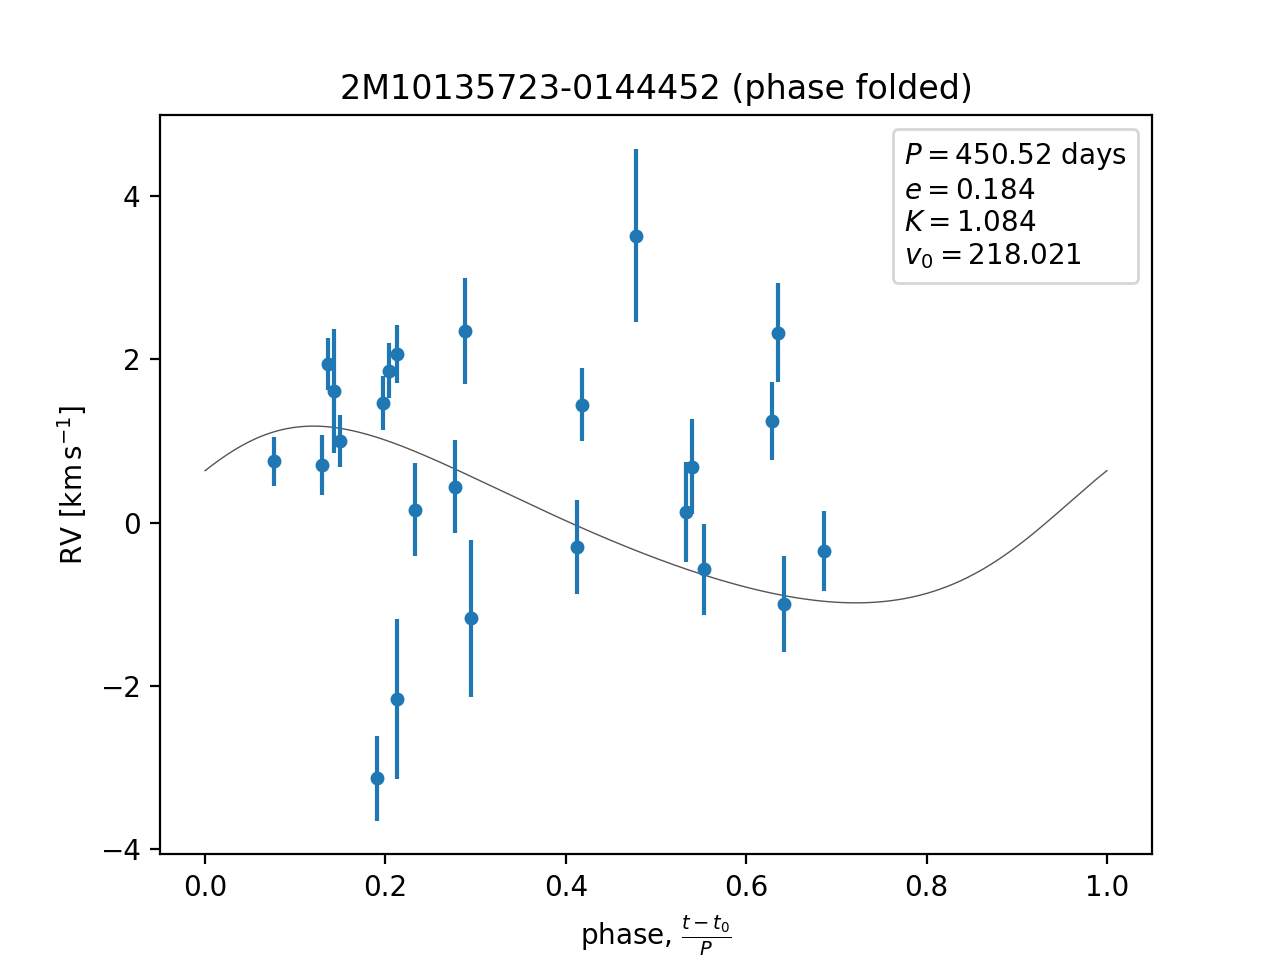 2M10135723-0144452 (phase folded)
P = 450.52 days
e = 0.184
K = 1.084
v₀ = 218.021
RV [km s⁻¹]
4
2
0
−2
−4
0.0 0.2 0.4 0.6 0.8 1.0
phase, (t − t₀)/P